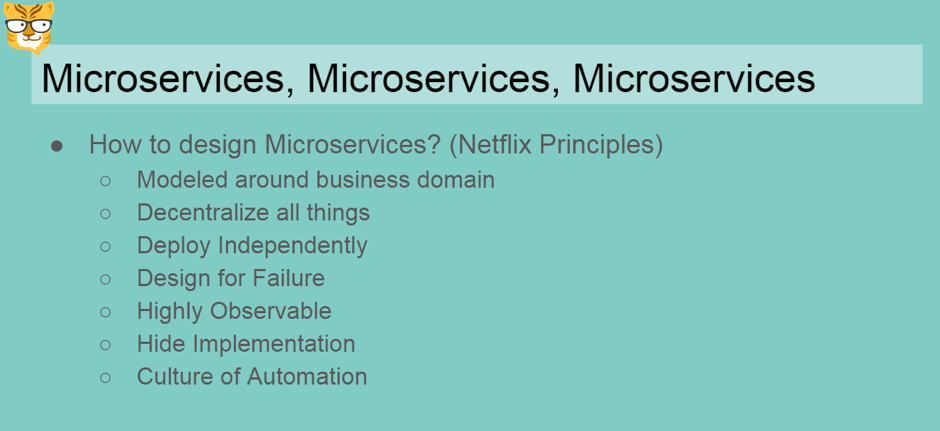 Microservices, Microservices, Microservices
● How to design Microservices? (Netflix Principles)
○ Modeled around business domain
○ Decentralize all things
○ Deploy Independently
○ Design for Failure
○ Highly Observable
○ Hide Implementation
○ Culture of Automation